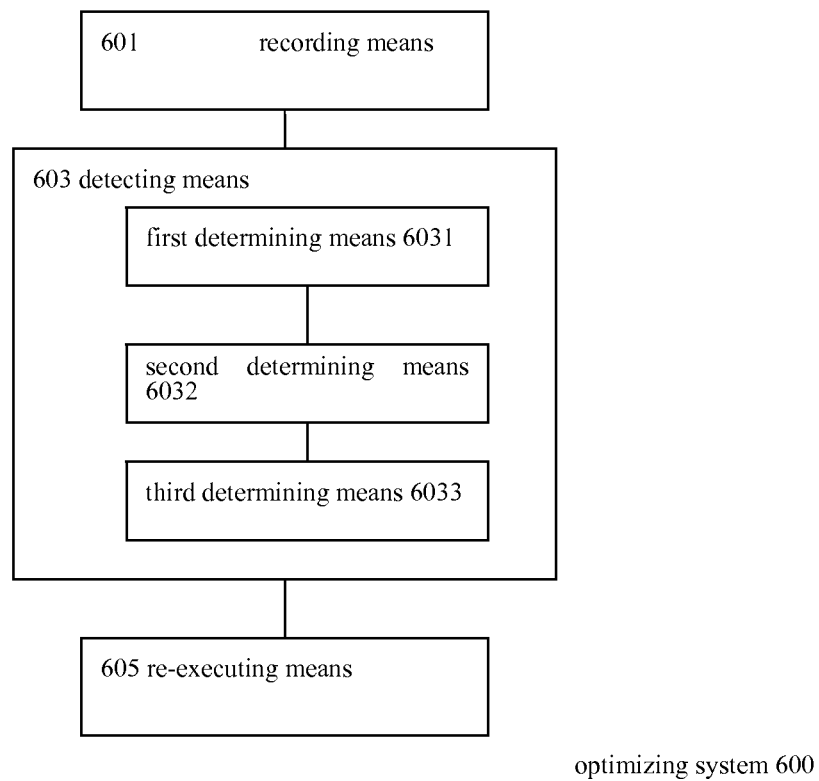 601 recording means
603 detecting means
first determining means 6031
second determining means
6032
third determining means 6033
605 re-executing means
optimizing system 600